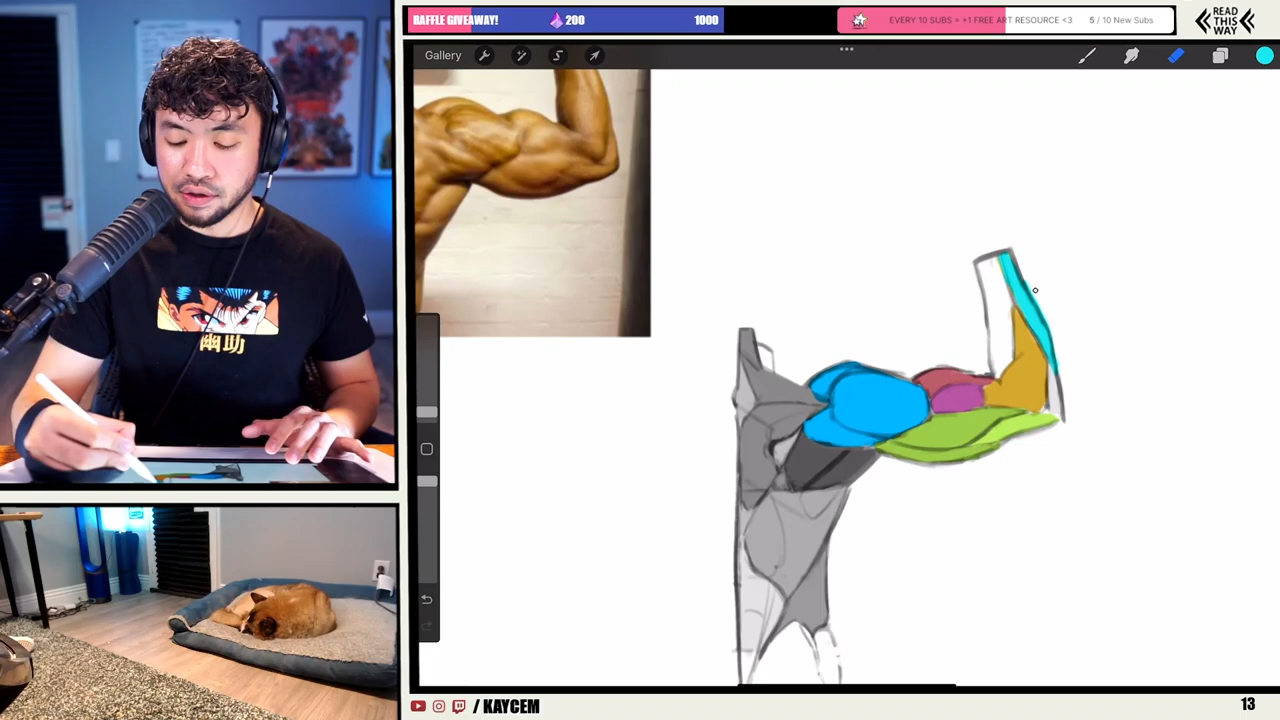 RAFFLE GIVEAWAY! 200 1000
EVERY 10 SUBS = +1 FREE ART RESOURCE <3 5 / 10 New Subs
READ
THIS
WAY
Gallery
幽助
/ KAYCEM
13